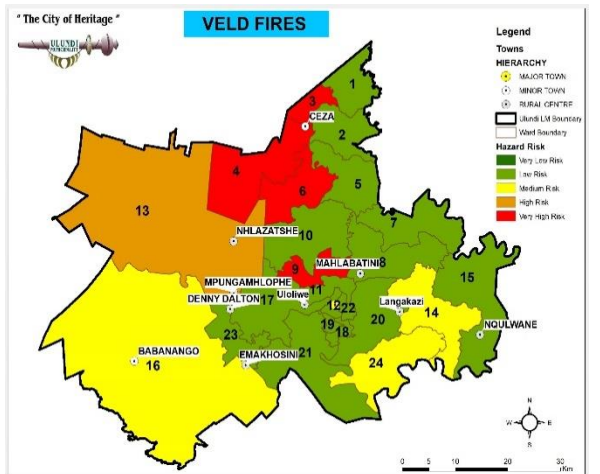 " The City of Heritage "
ULUNDI
MUNICIPALITY
VELD FIRES
Legend
Towns
HIERARCHY
MAJOR TOWN
MINOR TOWN
RURAL CENTRE
Ulundi LM Boundary
Ward Boundary
Hazard Risk
Very Low Risk
Low Risk
Medium Risk
High Risk
Very High Risk
1
3
CEZA
2
4
6
5
13
7
NHLAZATSHE
10
MAHLABATINI
8
9
15
MPUNGAMHLOPHE
11
DENNY DALTON
17
Uloliwe
12
22
Langakazi
14
20
19
18
NQULWANE
23
21
BABANANGO
16
EMAKHOSINI
24
N
W
E
S
0 5 10 20 30
Km